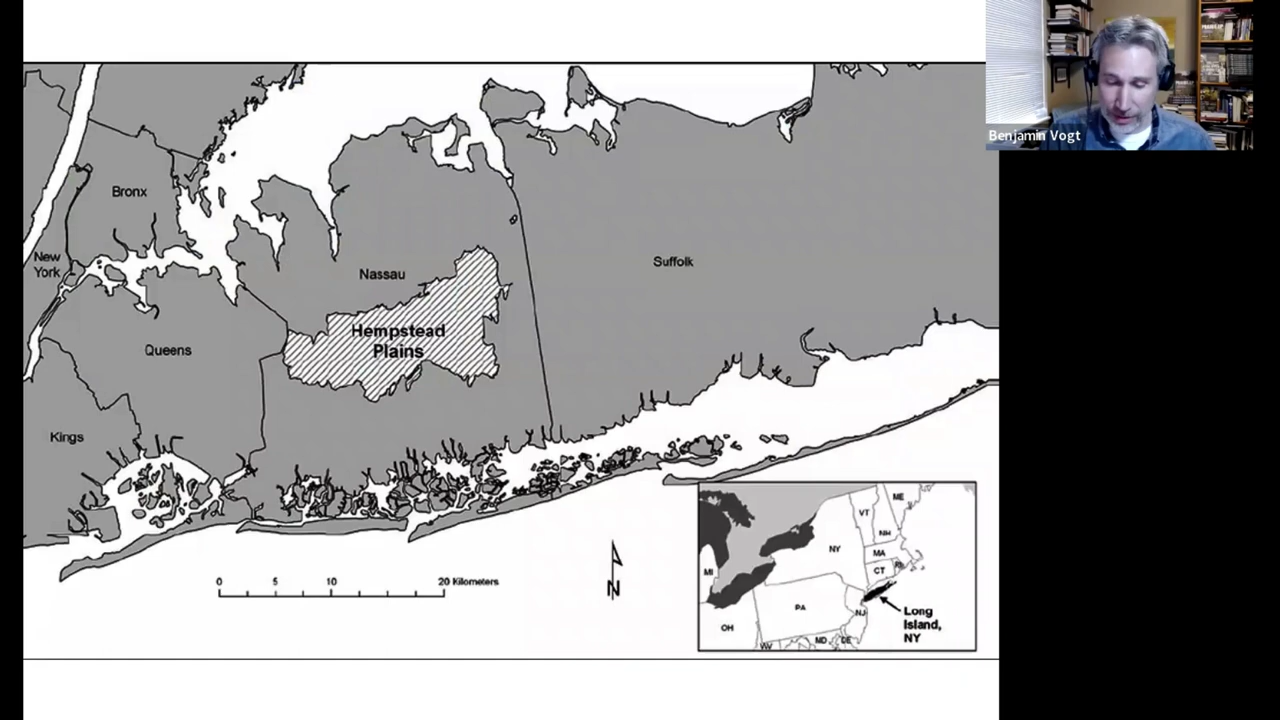 Benjamin Vogt
Bronx
New
York
Nassau
Suffolk
Hempstead
Plains
Queens
Kings
0 5 10 20 Kilometers
N
ME
VT
NH
NY
MA
CT
RI
MI
PA
NJ
OH
MD
DE
WV
Long
Island,
NY